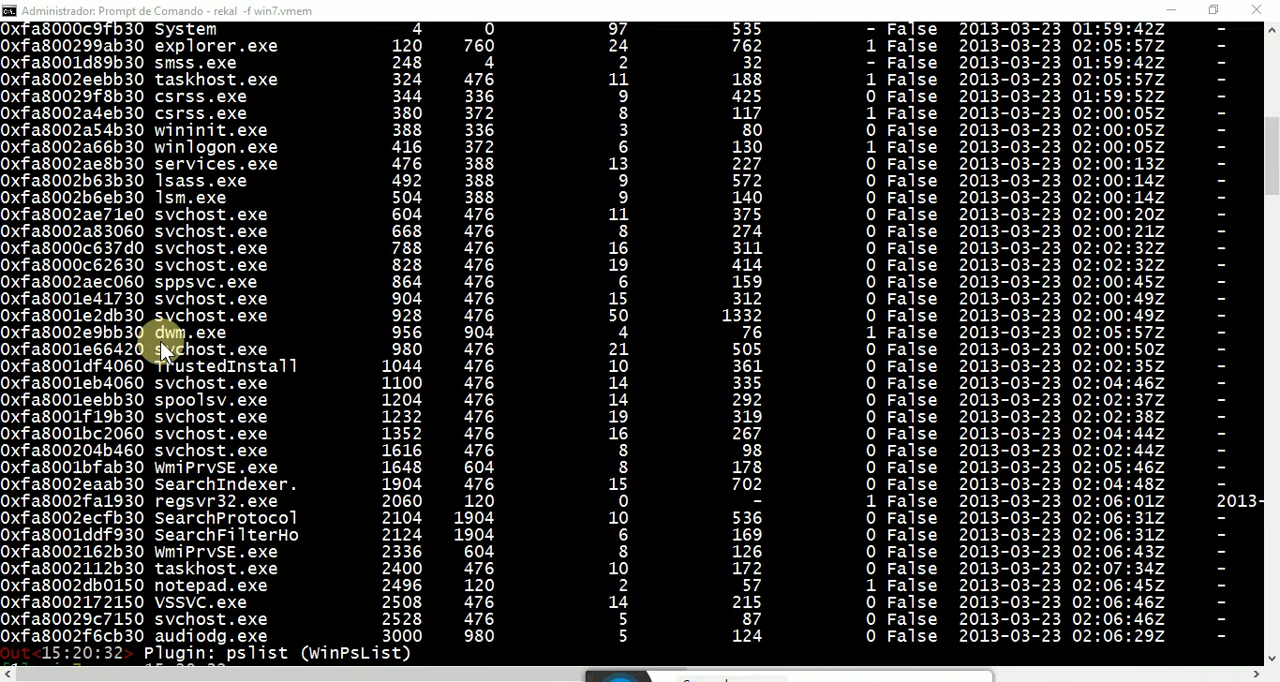 Administrador: Prompt de Comando - rekal -f win7.vmem
0xfa8000c9fb30 System 4 0 97 535 - False 2013-03-23 01:59:42Z -
0xfa800299ab30 explorer.exe 120 760 24 762 1 False 2013-03-23 02:05:57Z -
0xfa8001d89b30 smss.exe 248 4 2 32 - False 2013-03-23 01:59:42Z -
0xfa8002eebb30 taskhost.exe 324 476 11 188 1 False 2013-03-23 02:05:57Z -
0xfa80029f8b30 csrss.exe 344 336 9 425 0 False 2013-03-23 01:59:52Z -
0xfa8002a4eb30 csrss.exe 380 372 8 117 1 False 2013-03-23 02:00:05Z -
0xfa8002a54b30 wininit.exe 388 336 3 80 0 False 2013-03-23 02:00:05Z -
0xfa8002a66b30 winlogon.exe 416 372 6 130 1 False 2013-03-23 02:00:05Z -
0xfa8002ae8b30 services.exe 476 388 13 227 0 False 2013-03-23 02:00:13Z -
0xfa8002b63b30 lsass.exe 492 388 9 572 0 False 2013-03-23 02:00:14Z -
0xfa8002b6eb30 lsm.exe 504 388 9 140 0 False 2013-03-23 02:00:14Z -
0xfa8002ae71e0 svchost.exe 604 476 11 375 0 False 2013-03-23 02:00:20Z -
0xfa8002a83060 svchost.exe 668 476 8 274 0 False 2013-03-23 02:00:21Z -
0xfa8000c637d0 svchost.exe 788 476 16 311 0 False 2013-03-23 02:02:32Z -
0xfa8000c62630 svchost.exe 828 476 19 414 0 False 2013-03-23 02:02:32Z -
0xfa8002aec060 sppsvc.exe 864 476 6 159 0 False 2013-03-23 02:00:45Z -
0xfa8001e41730 svchost.exe 904 476 15 312 0 False 2013-03-23 02:00:49Z -
0xfa8001e2db30 svchost.exe 928 476 50 1332 0 False 2013-03-23 02:00:49Z -
0xfa8002e9bb30 dwm.exe 956 904 4 76 1 False 2013-03-23 02:05:57Z -
0xfa8001e66420 svchost.exe 980 476 21 505 0 False 2013-03-23 02:00:50Z -
0xfa8001df4060 TrustedInstall 1044 476 10 361 0 False 2013-03-23 02:02:35Z -
0xfa8001eb4060 svchost.exe 1100 476 14 335 0 False 2013-03-23 02:04:46Z -
0xfa8001eebb30 spoolsv.exe 1204 476 14 292 0 False 2013-03-23 02:02:37Z -
0xfa8001f19b30 svchost.exe 1232 476 19 319 0 False 2013-03-23 02:02:38Z -
0xfa8001bc2060 svchost.exe 1352 476 16 267 0 False 2013-03-23 02:04:44Z -
0xfa800204b460 svchost.exe 1616 476 8 98 0 False 2013-03-23 02:02:44Z -
0xfa8001bfab30 WmiPrvSE.exe 1648 604 8 178 0 False 2013-03-23 02:05:46Z -
0xfa8002eaab30 SearchIndexer. 1904 476 15 702 0 False 2013-03-23 02:04:48Z -
0xfa8002fa1930 regsvr32.exe 2060 120 0 - 1 False 2013-03-23 02:06:01Z 2013-
0xfa8002ecfb30 SearchProtocol 2104 1904 10 536 0 False 2013-03-23 02:06:31Z -
0xfa8001ddf930 SearchFilterHo 2124 1904 6 169 0 False 2013-03-23 02:06:31Z -
0xfa8002162b30 WmiPrvSE.exe 2336 604 8 126 0 False 2013-03-23 02:06:43Z -
0xfa8002112b30 taskhost.exe 2400 476 10 172 0 False 2013-03-23 02:07:34Z -
0xfa8002db0150 notepad.exe 2496 120 2 57 1 False 2013-03-23 02:06:45Z -
0xfa8002172150 VSSVC.exe 2508 476 14 215 0 False 2013-03-23 02:06:46Z -
0xfa80029c7150 svchost.exe 2528 476 5 87 0 False 2013-03-23 02:06:46Z -
0xfa8002f6cb30 audiodg.exe 3000 980 5 124 0 False 2013-03-23 02:06:29Z -
Out<15:20:32> Plugin: pslist (WinPsList)